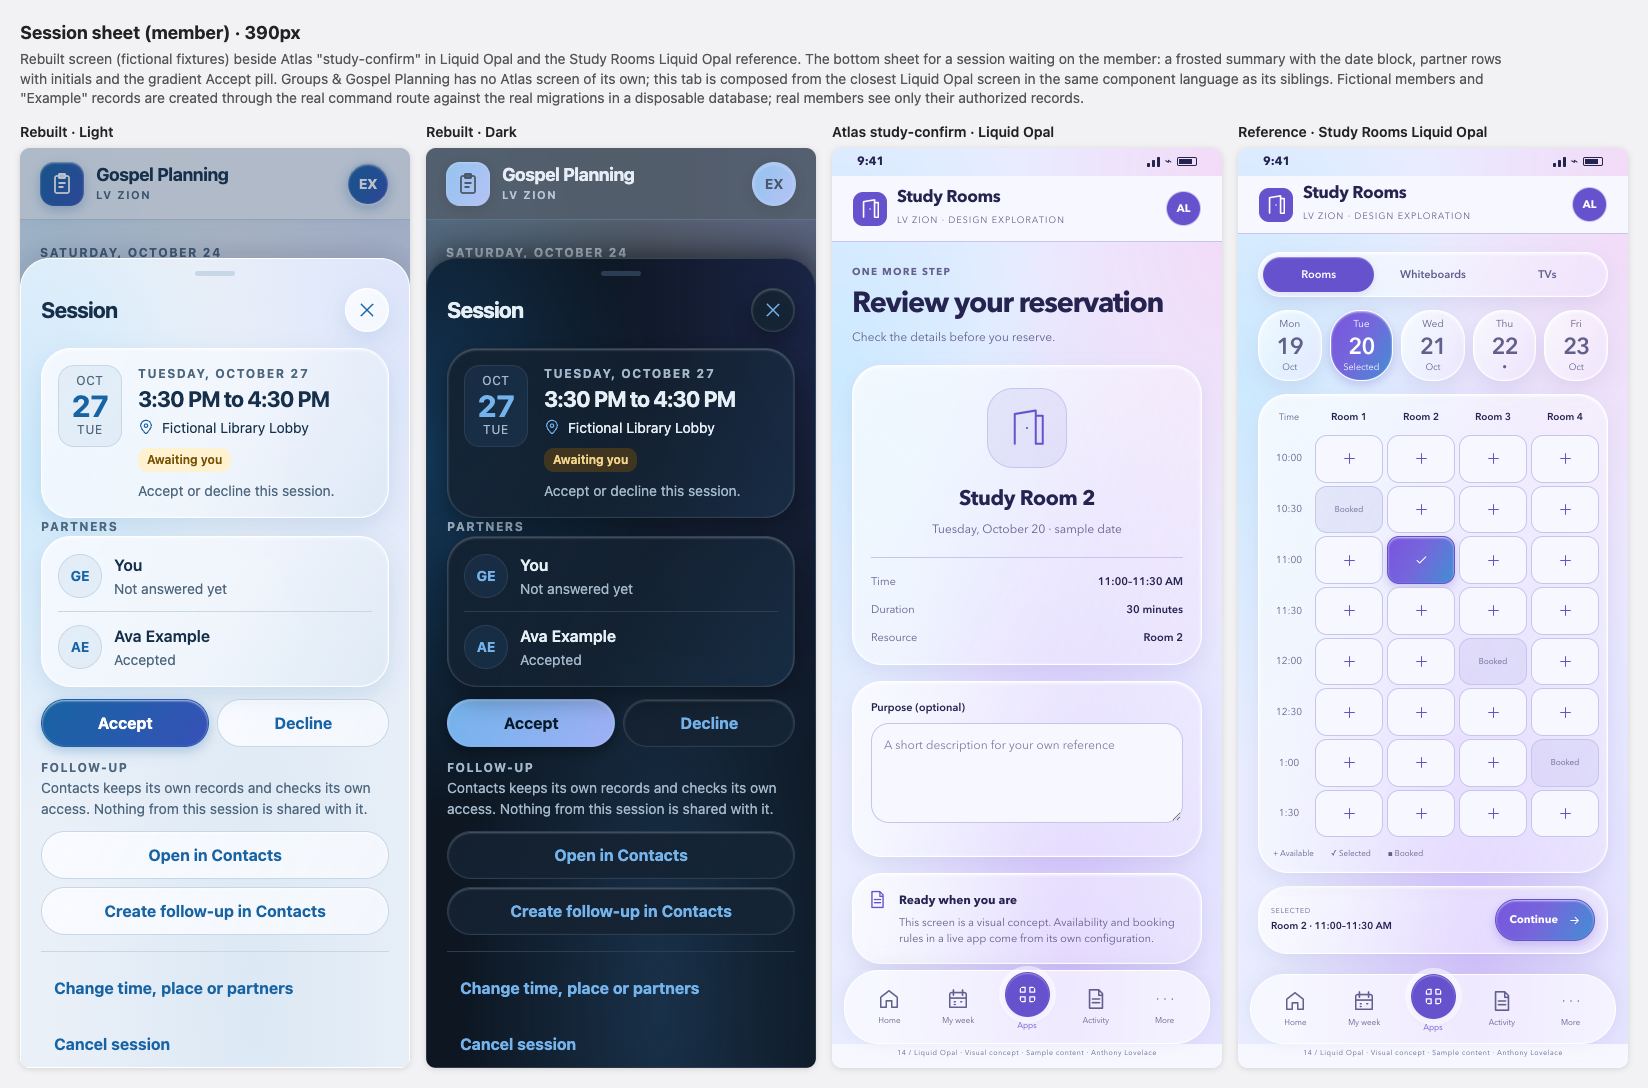 Session sheet (member) · 390px
Rebuilt screen (fictional fixtures) beside Atlas "study-confirm" in Liquid Opal and the Study Rooms Liquid Opal reference. The bottom sheet for a session waiting on the member: a frosted summary with the date block, partner rows
with initials and the gradient Accept pill. Groups & Gospel Planning has no Atlas screen of its own; this tab is composed from the closest Liquid Opal screen in the same component language as its siblings. Fictional members and
"Example" records are created through the real command route against the real migrations in a disposable database; real members see only their authorized records.
Rebuilt · Light
Gospel Planning
LV ZION
EX
SATURDAY, OCTOBER 24
Session
OCT
27
TUE
TUESDAY, OCTOBER 27
3:30 PM to 4:30 PM
Fictional Library Lobby
Awaiting you
Accept or decline this session.
PARTNERS
GE
You
Not answered yet
AE
Ava Example
Accepted
Accept
Decline
FOLLOW-UP
Contacts keeps its own records and checks its own
access. Nothing from this session is shared with it.
Open in Contacts
Create follow-up in Contacts
Change time, place or partners
Cancel session
Rebuilt · Dark
Gospel Planning
LV ZION
EX
SATURDAY, OCTOBER 24
Session
OCT
27
TUE
TUESDAY, OCTOBER 27
3:30 PM to 4:30 PM
Fictional Library Lobby
Awaiting you
Accept or decline this session.
PARTNERS
GE
You
Not answered yet
AE
Ava Example
Accepted
Accept
Decline
FOLLOW-UP
Contacts keeps its own records and checks its own
access. Nothing from this session is shared with it.
Open in Contacts
Create follow-up in Contacts
Change time, place or partners
Cancel session
Atlas study-confirm · Liquid Opal
9:41
Study Rooms
LV ZION · DESIGN EXPLORATION
AL
ONE MORE STEP
Review your reservation
Check the details before you reserve.
Study Room 2
Tuesday, October 20 · sample date
Time 11:00–11:30 AM
Duration 30 minutes
Resource Room 2
Purpose (optional)
A short description for your own reference
Ready when you are
This screen is a visual concept. Availability and booking
rules in a live app come from its own configuration.
Home My week Apps Activity More
14 / Liquid Opal · Visual concept · Sample content · Anthony Lovelace
Reference · Study Rooms Liquid Opal
9:41
Study Rooms
LV ZION · DESIGN EXPLORATION
AL
Rooms Whiteboards TVs
Mon Tue Wed Thu Fri
19 20 21 22 23
Oct Selected Oct • Oct
Time Room 1 Room 2 Room 3 Room 4
10:00 + + + +
10:30 Booked + + +
11:00 + ✓ + +
11:30 + + + +
12:00 + + Booked +
12:30 + + + +
1:00 + + + Booked
1:30 + + + +
+ Available ✓ Selected ■ Booked
SELECTED
Room 2 · 11:00–11:30 AM
Continue →
Home My week Apps Activity More
14 / Liquid Opal · Visual concept · Sample content · Anthony Lovelace